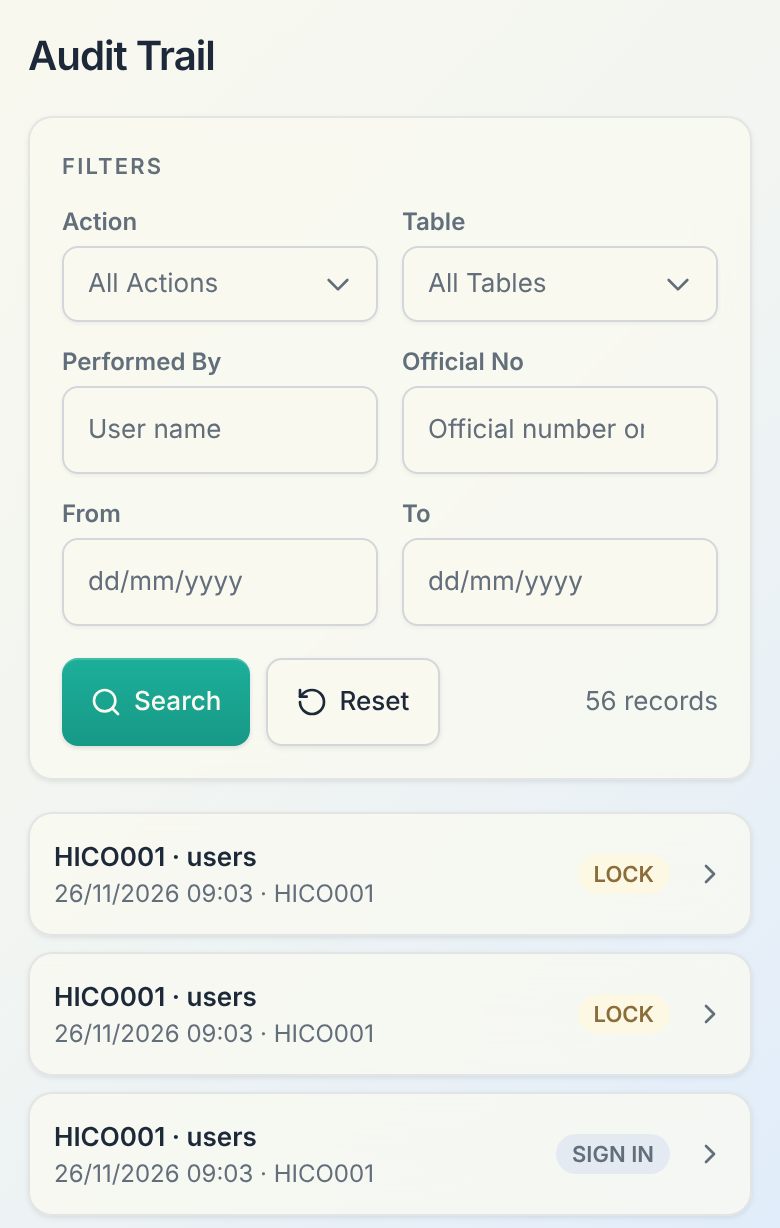 Audit Trail
FILTERS
Action
Table
All Actions
All Tables
Performed By
Official No
User name
Official number or
From
To
dd/mm/yyyy
dd/mm/yyyy
Search
Reset
56 records
HICO001 · users
LOCK
26/11/2026 09:03 · HICO001
HICO001 · users
LOCK
26/11/2026 09:03 · HICO001
HICO001 · users
SIGN IN
26/11/2026 09:03 · HICO001